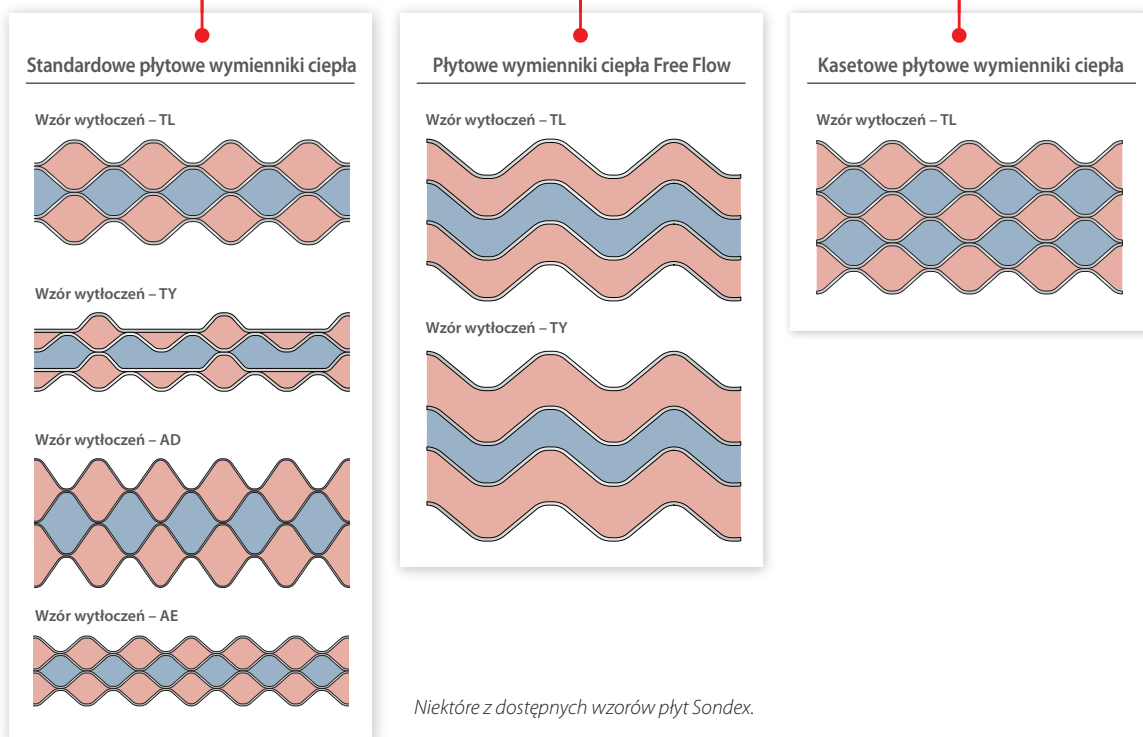 Standardowe płytowe wymienniki ciepła
Wzór wytłoczeń – TL
Wzór wytłoczeń – TY
Wzór wytłoczeń – AD
Wzór wytłoczeń – AE
Płytowe wymienniki ciepła Free Flow
Wzór wytłoczeń – TL
Wzór wytłoczeń – TY
Kasetowe płytowe wymienniki ciepła
Wzór wytłoczeń – TL
Niektóre z dostępnych wzorów płyt Sondex.